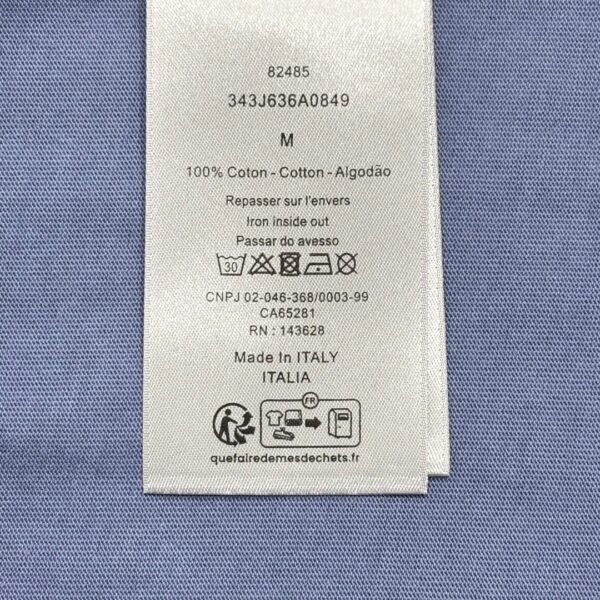 82485
343J636A0849
M
100% Coton - Cotton - Algodão
Repasser sur l'envers
Iron inside out
Passar do avesso
30
CNPJ 02-046-368/0003-99
CA65281
RN : 143628
Made In ITALY
ITALIA
FR
quefairedemesdechets.fr